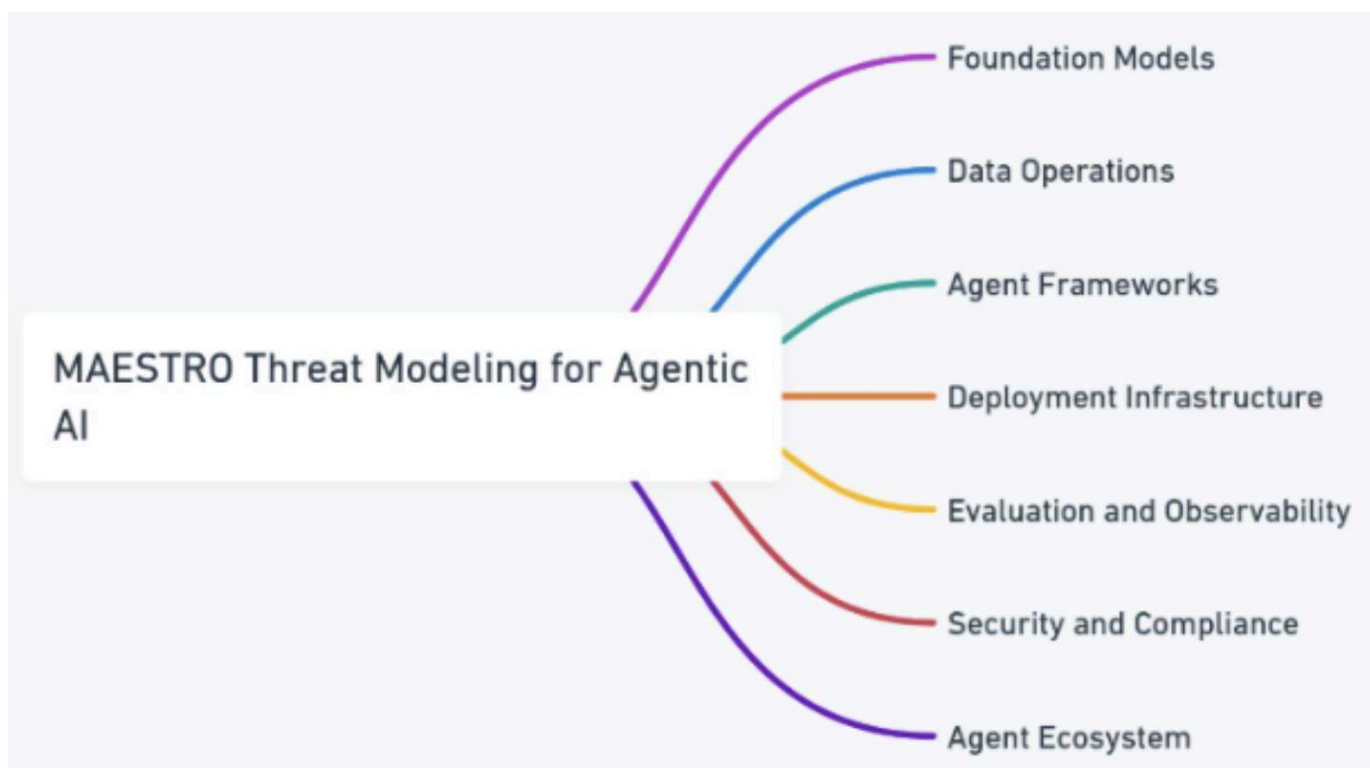 Foundation Models
Data Operations
Agent Frameworks
MAESTRO Threat Modeling for Agentic
AI
Deployment Infrastructure
Evaluation and Observability
Security and Compliance
Agent Ecosystem